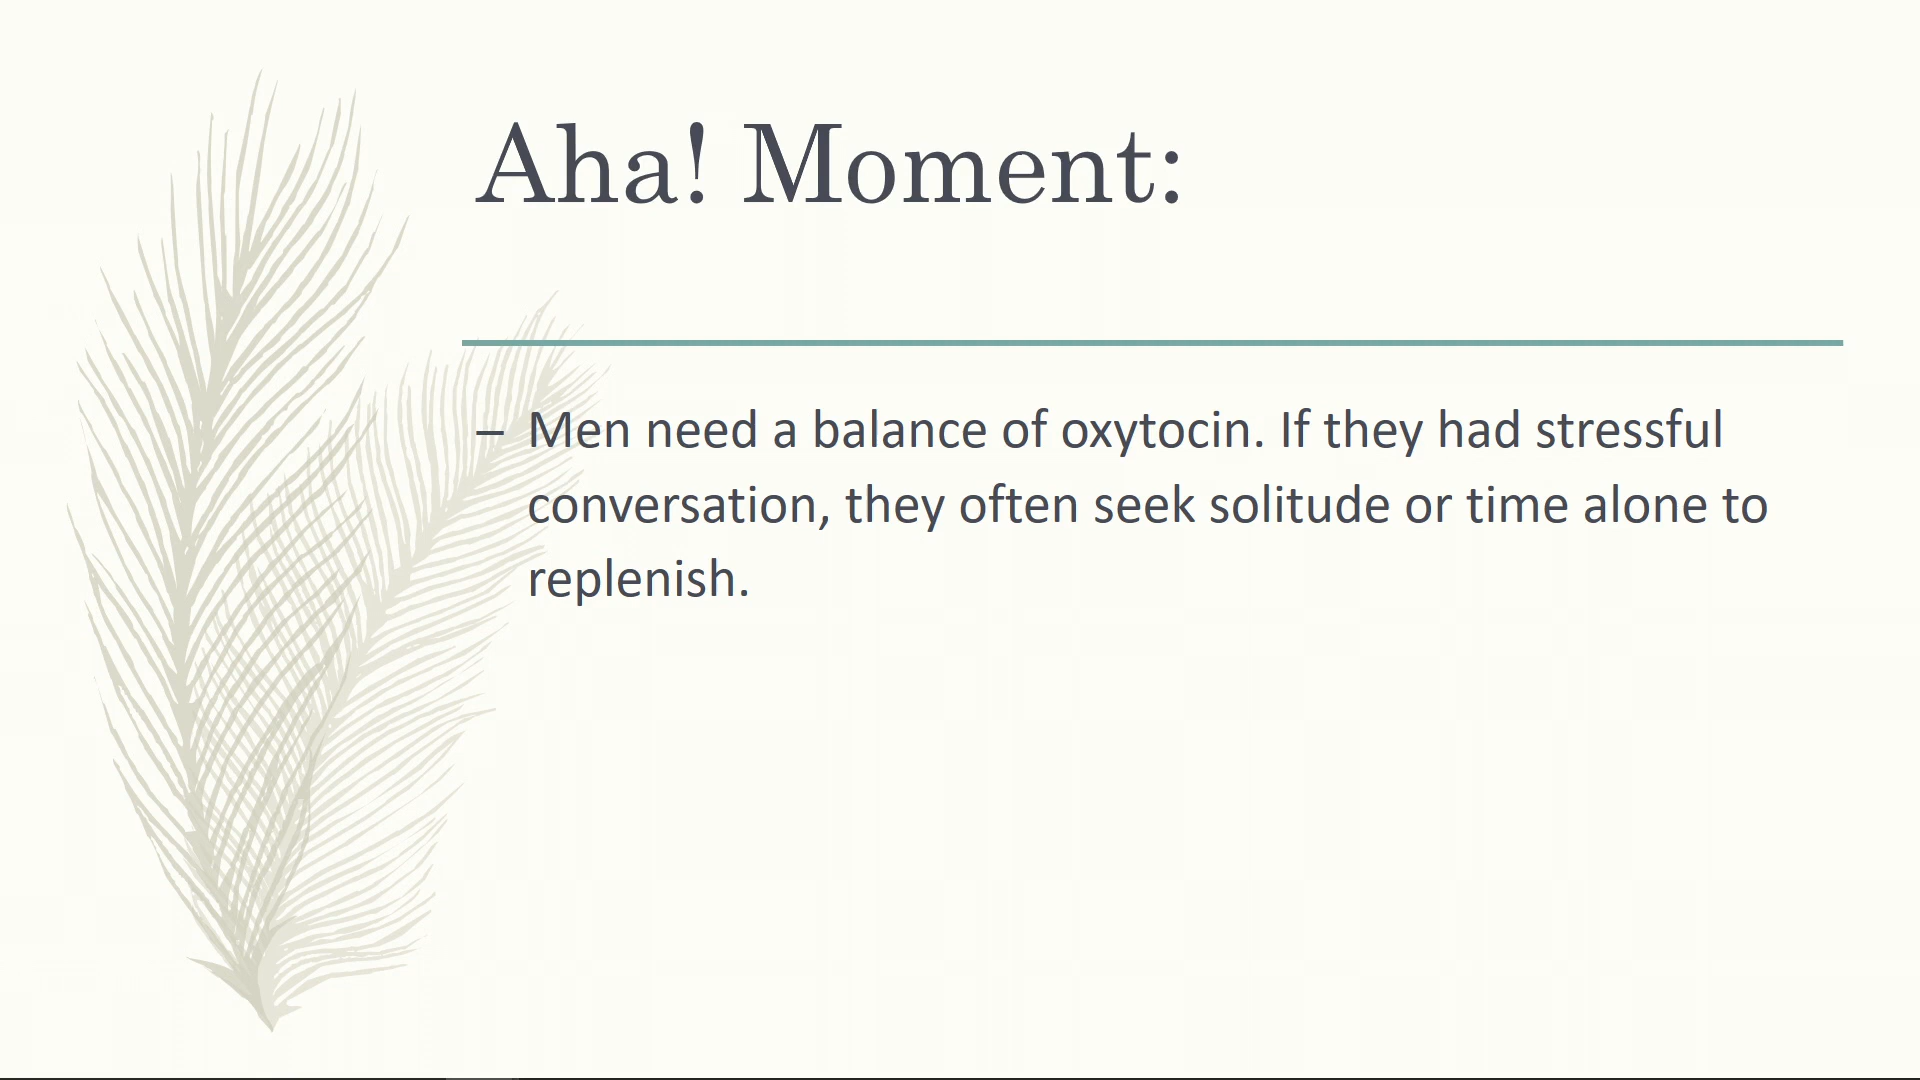 Aha! Moment:
– Men need a balance of oxytocin. If they had stressful
conversation, they often seek solitude or time alone to
replenish.